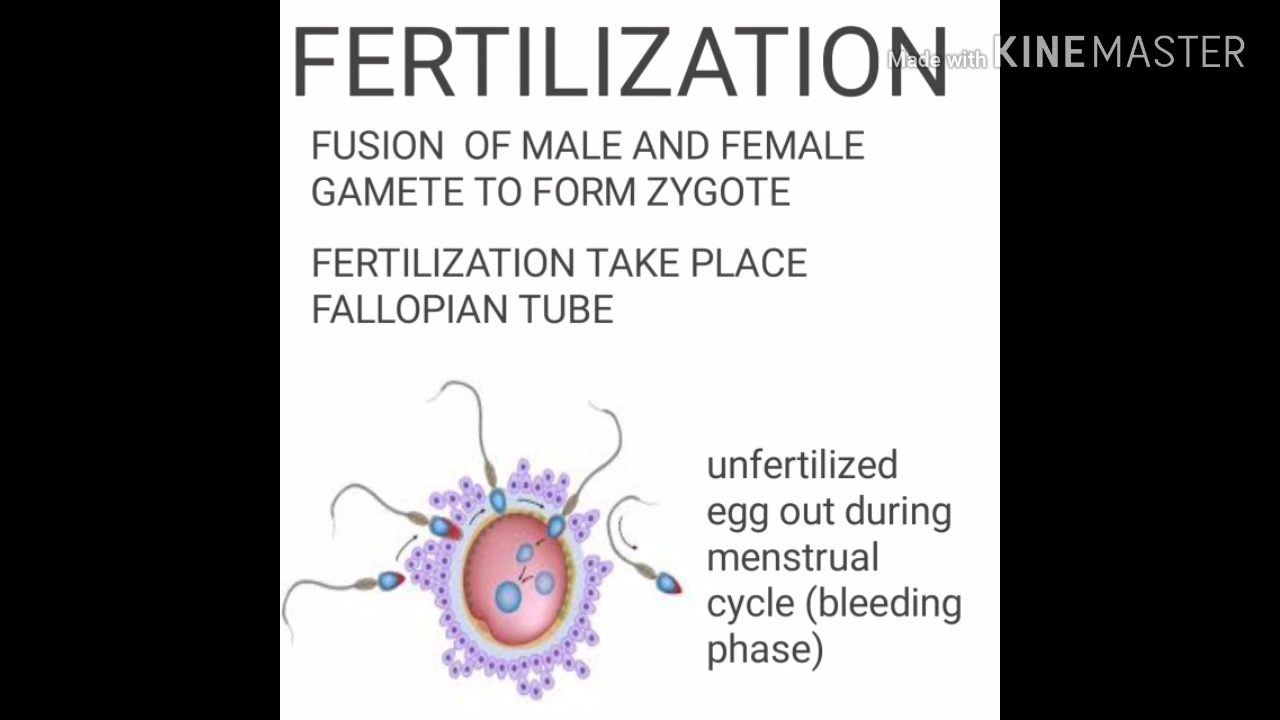 FERTILIZATION
Made with KINEMASTER
FUSION OF MALE AND FEMALE
GAMETE TO FORM ZYGOTE
FERTILIZATION TAKE PLACE
FALLOPIAN TUBE
unfertilized
egg out during
menstrual
cycle (bleeding
phase)